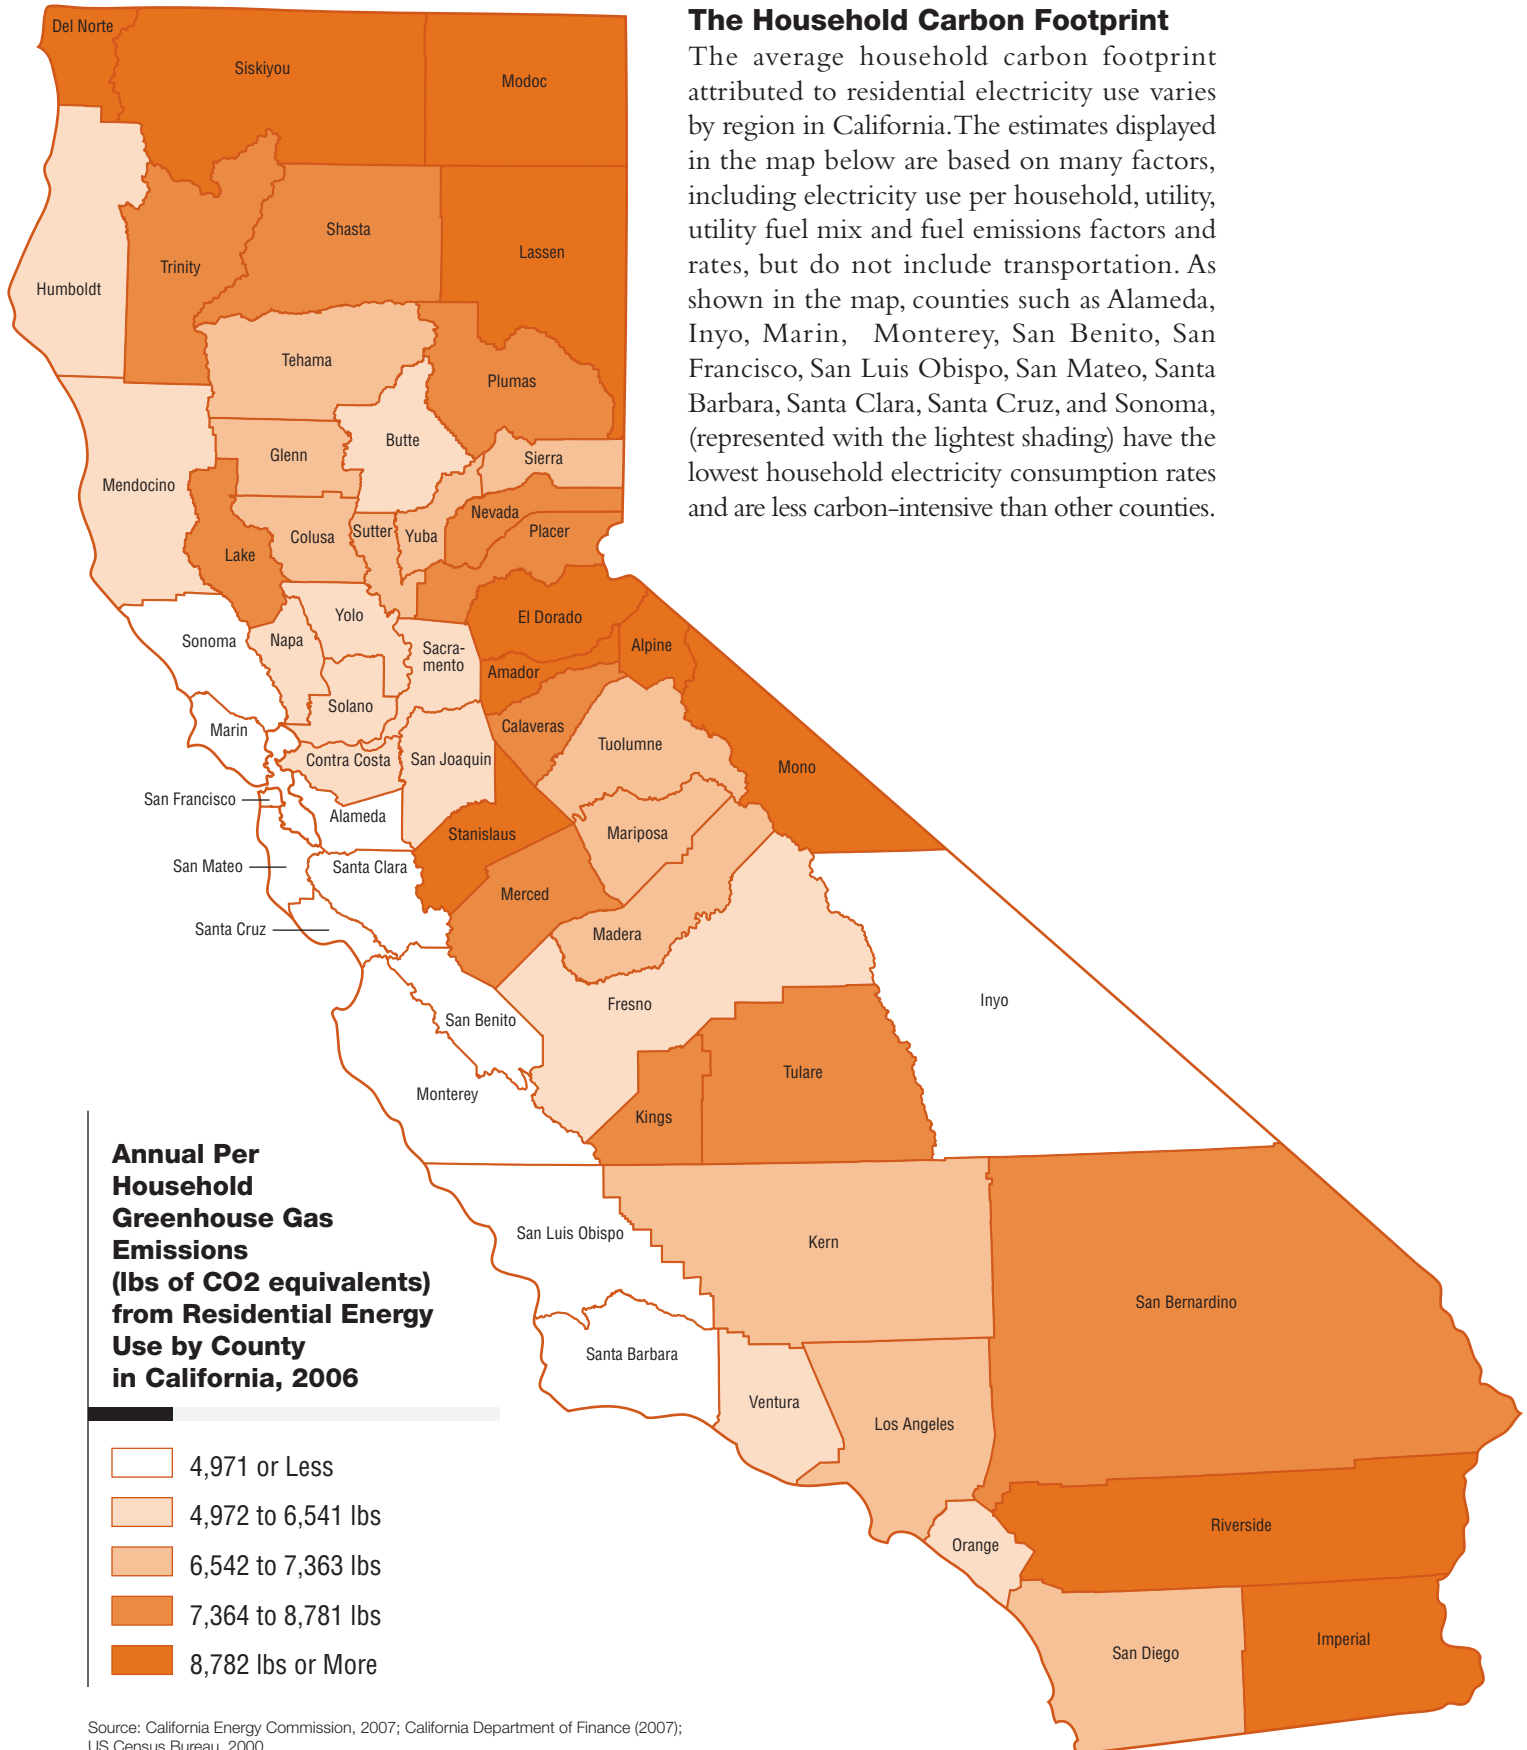 The Household Carbon Footprint
The average household carbon footprint
attributed to residential electricity use varies
by region in California.The estimates displayed
in the map below are based on many factors,
including electricity use per household, utility,
utility fuel mix and fuel emissions factors and
rates, but do not include transportation. As
shown in the map, counties such as Alameda,
Inyo, Marin, Monterey, San Benito, San
Francisco, San Luis Obispo, San Mateo, Santa
Barbara, Santa Clara, Santa Cruz, and Sonoma,
(represented with the lightest shading) have the
lowest household electricity consumption rates
and are less carbon-intensive than other counties.
Del Norte
Siskiyou
Modoc
Shasta
Lassen
Trinity
Humboldt
Tehama
Plumas
Butte
Glenn
Sierra
Mendocino
Nevada
Placer
Sutter
Yuba
Colusa
Lake
Yolo
El Dorado
Napa
Sonoma
Sacra-
mento
Alpine
Amador
Solano
Marin
Calaveras
Tuolumne
Contra Costa
San Joaquin
Mono
San Francisco
Alameda
Stanislaus
Mariposa
San Mateo
Santa Clara
Merced
Santa Cruz
Madera
Fresno
Inyo
San Benito
Tulare
Monterey
Kings
San Luis Obispo
Kern
San Bernardino
Santa Barbara
Ventura
Los Angeles
Riverside
Orange
Imperial
San Diego
Annual Per
Household
Greenhouse Gas
Emissions
(lbs of CO2 equivalents)
from Residential Energy
Use by County
in California, 2006
4,971 or Less
4,972 to 6,541 lbs
6,542 to 7,363 lbs
7,364 to 8,781 lbs
8,782 lbs or More
Source: California Energy Commission, 2007; California Department of Finance (2007);
US Census Bureau, 2000